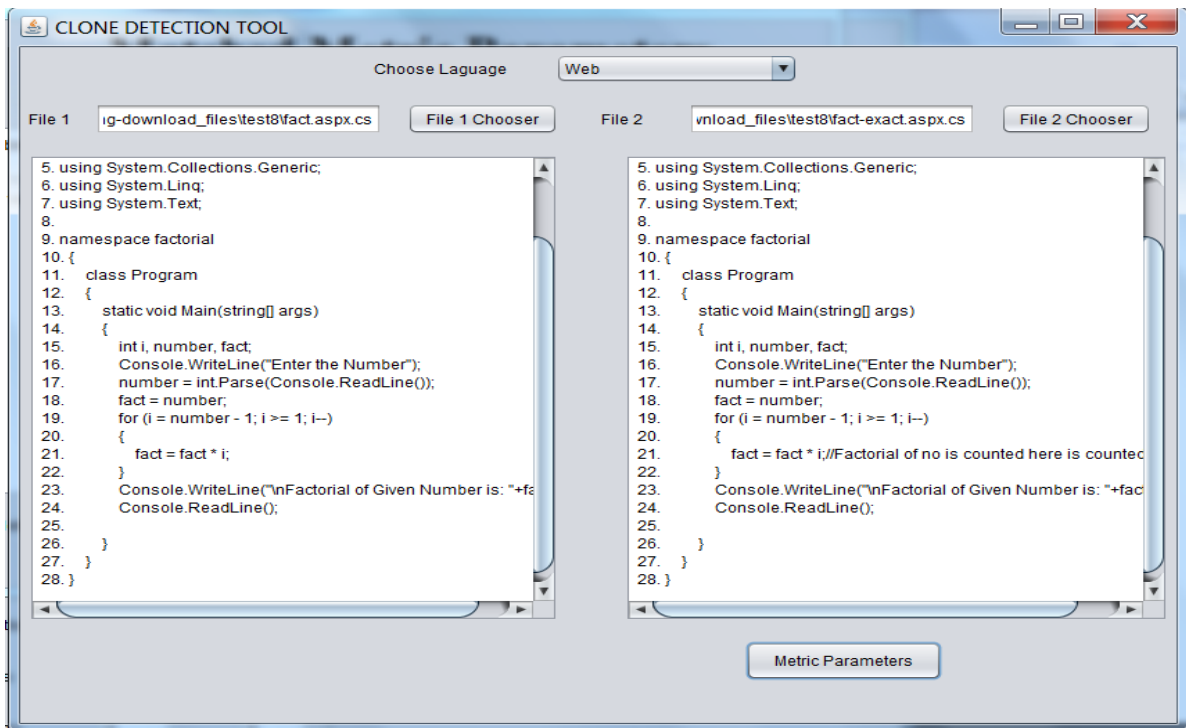 CLONE DETECTION TOOL
Choose Laguage Web
File 1 ıg-download_files\test8\fact.aspx.cs File 1 Chooser File 2 vnload_files\test8\fact-exact.aspx.cs File 2 Chooser
5. using System.Collections.Generic;
6. using System.Linq;
7. using System.Text;
8.
9. namespace factorial
10. {
11. class Program
12. {
13. static void Main(string[] args)
14. {
15. int i, number, fact;
16. Console.WriteLine("Enter the Number");
17. number = int.Parse(Console.ReadLine());
18. fact = number;
19. for (i = number - 1; i >= 1; i--)
20. {
21. fact = fact * i;
22. }
23. Console.WriteLine("\nFactorial of Given Number is: "+fa
24. Console.ReadLine();
25.
26. }
27. }
28. }
5. using System.Collections.Generic;
6. using System.Linq;
7. using System.Text;
8.
9. namespace factorial
10. {
11. class Program
12. {
13. static void Main(string[] args)
14. {
15. int i, number, fact;
16. Console.WriteLine("Enter the Number");
17. number = int.Parse(Console.ReadLine());
18. fact = number;
19. for (i = number - 1; i >= 1; i--)
20. {
21. fact = fact * i;//Factorial of no is counted here is counted
22. }
23. Console.WriteLine("\nFactorial of Given Number is: "+fact
24. Console.ReadLine();
25.
26. }
27. }
28. }
Metric Parameters